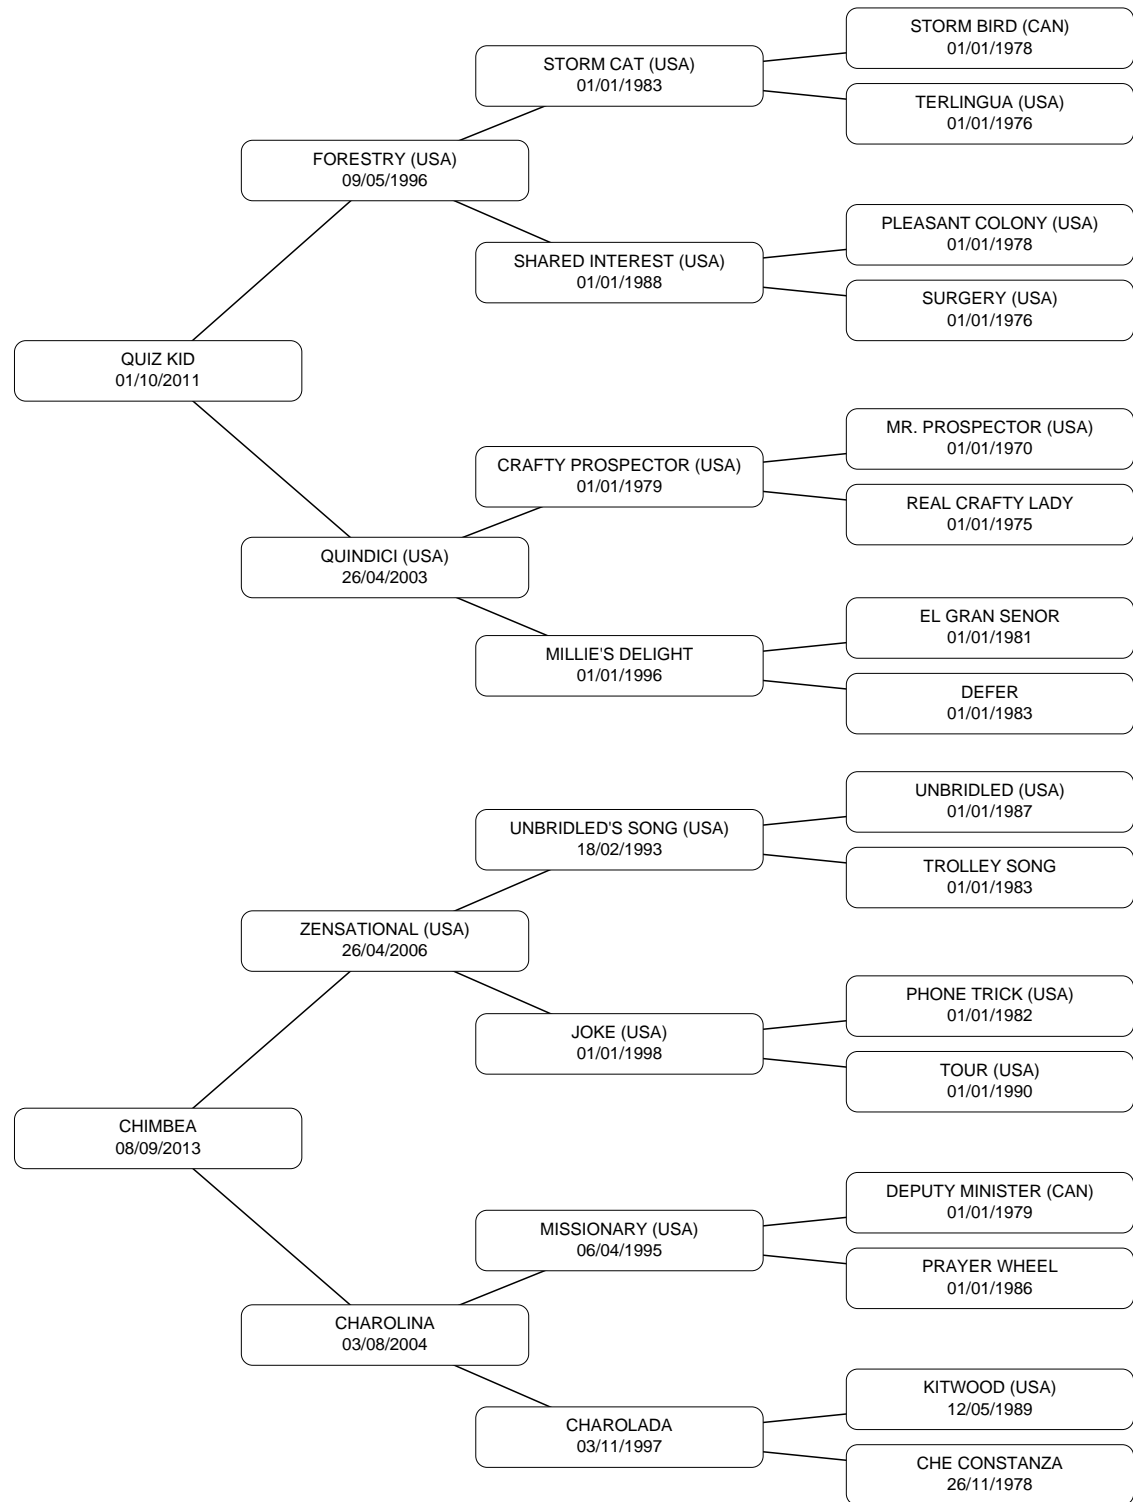 STORM BIRD (CAN)
01/01/1978
STORM CAT (USA)
01/01/1983
TERLINGUA (USA)
01/01/1976
FORESTRY (USA)
09/05/1996
PLEASANT COLONY (USA)
01/01/1978
SHARED INTEREST (USA)
01/01/1988
SURGERY (USA)
01/01/1976
QUIZ KID
01/10/2011
MR. PROSPECTOR (USA)
01/01/1970
CRAFTY PROSPECTOR (USA)
01/01/1979
REAL CRAFTY LADY
01/01/1975
QUINDICI (USA)
26/04/2003
EL GRAN SENOR
01/01/1981
MILLIE'S DELIGHT
01/01/1996
DEFER
01/01/1983
UNBRIDLED (USA)
01/01/1987
UNBRIDLED'S SONG (USA)
18/02/1993
TROLLEY SONG
01/01/1983
ZENSATIONAL (USA)
26/04/2006
PHONE TRICK (USA)
01/01/1982
JOKE (USA)
01/01/1998
TOUR (USA)
01/01/1990
CHIMBEA
08/09/2013
DEPUTY MINISTER (CAN)
01/01/1979
MISSIONARY (USA)
06/04/1995
PRAYER WHEEL
01/01/1986
CHAROLINA
03/08/2004
KITWOOD (USA)
12/05/1989
CHAROLADA
03/11/1997
CHE CONSTANZA
26/11/1978